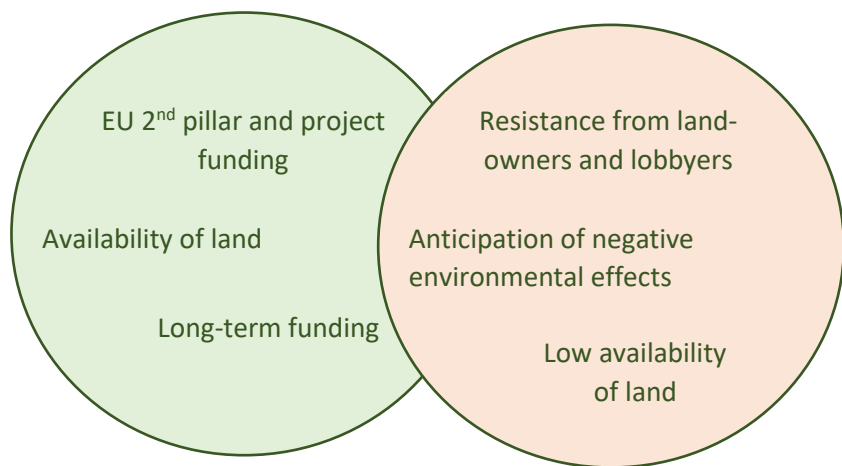 EU 2nd pillar and project
funding
Availability of land
Long-term funding
Resistance from land-
owners and lobbyers
Anticipation of negative
environmental effects
Low availability
of land